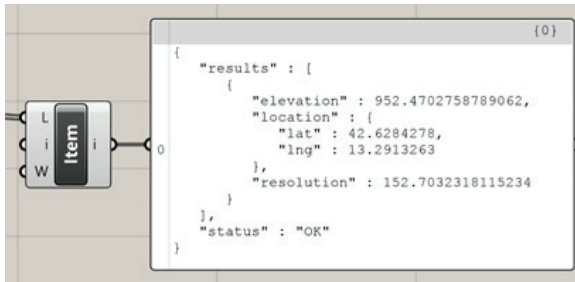 {0}
L
i
W
Item
i
0
{
"results" : [
{
"elevation" : 952.4702758789062,
"location" : {
"lat" : 42.6284278,
"lng" : 13.2913263
},
"resolution" : 152.7032318115234
}
],
"status" : "OK"
}